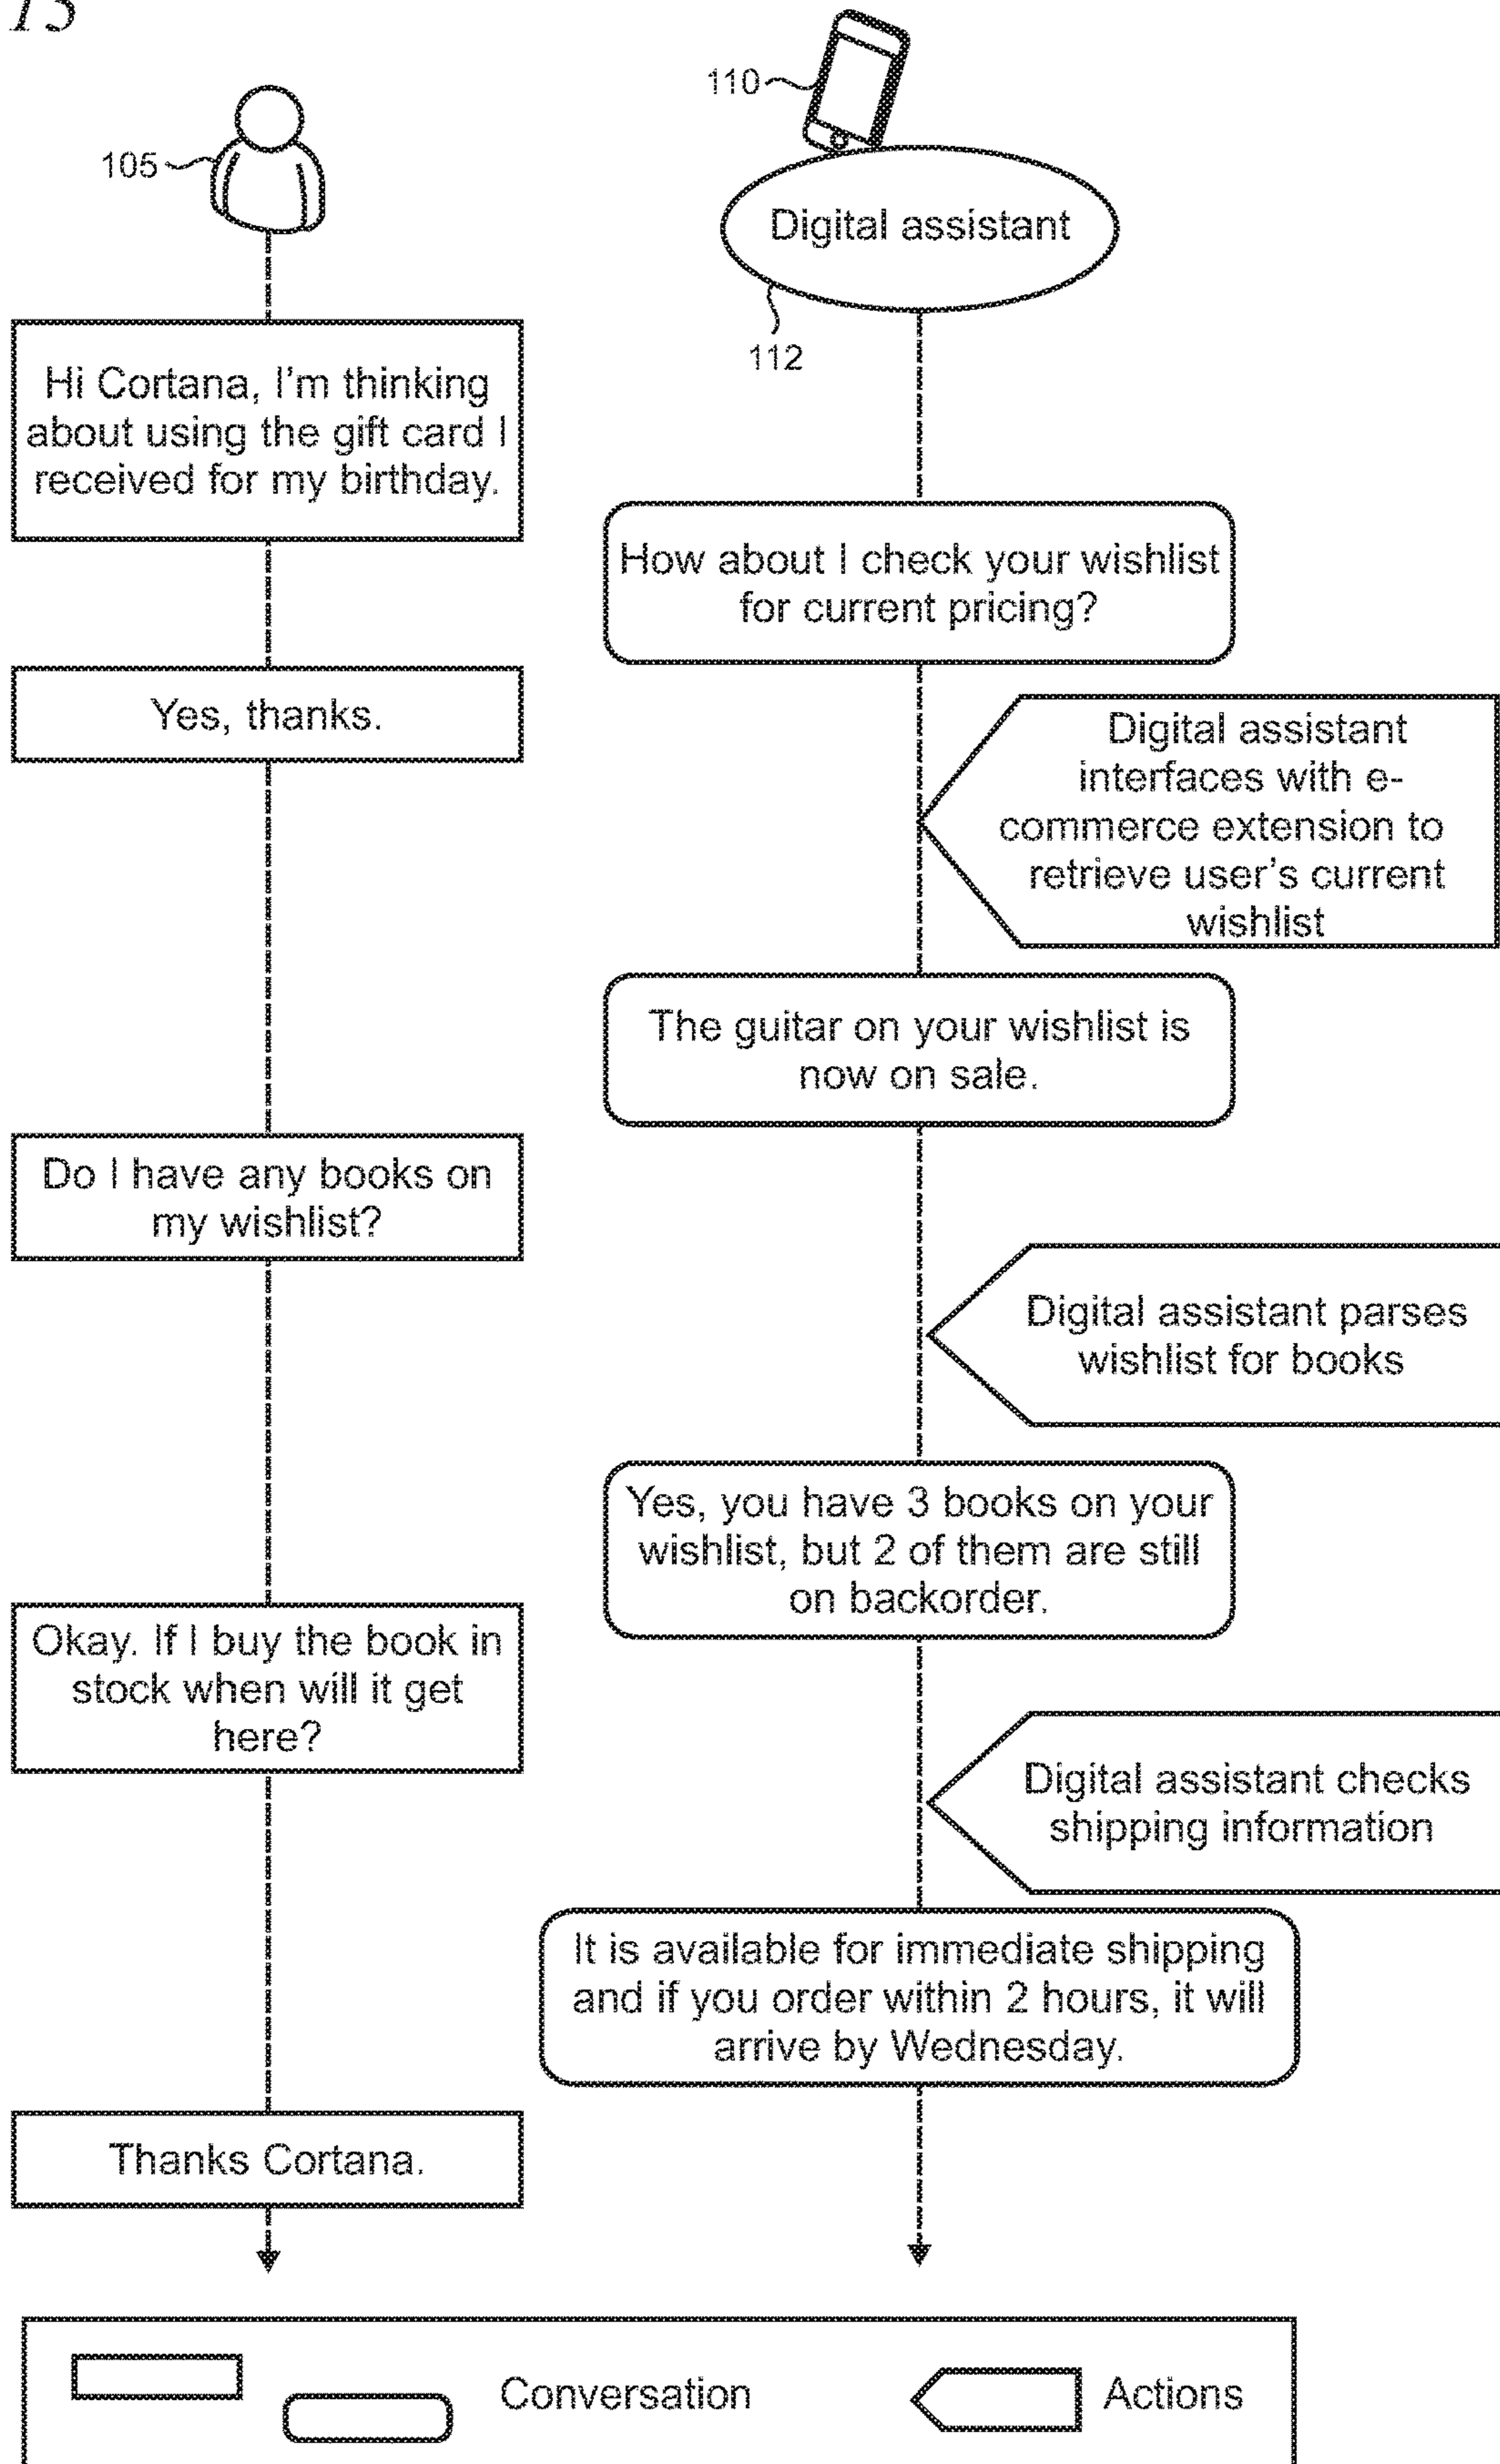 15
110
105
Digital assistant
112
Hi Cortana, I'm thinking
about using the gift card I
received for my birthday.
How about I check your wishlist
for current pricing?
Yes, thanks.
Digital assistant
interfaces with e-
commerce extension to
retrieve user's current
wishlist
The guitar on your wishlist is
now on sale.
Do I have any books on
my wishlist?
Digital assistant parses
wishlist for books
Yes, you have 3 books on your
wishlist, but 2 of them are still
on backorder.
Okay. If I buy the book in
stock when will it get
here?
Digital assistant checks
shipping information
It is available for immediate shipping
and if you order within 2 hours, it will
arrive by Wednesday.
Thanks Cortana.
Conversation
Actions